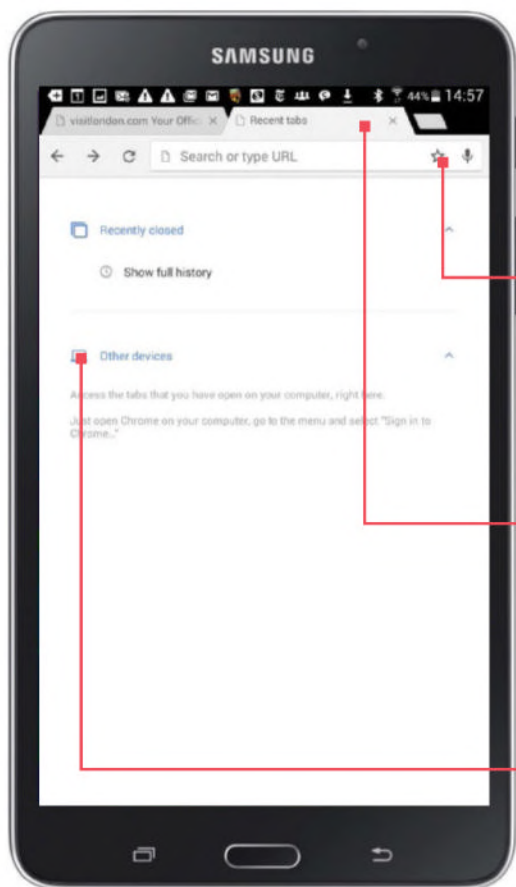 SAMSUNG
44% 14:57
visitlondon.com Your Offic
Recent tabs
Search or type URL
Recently closed
Show full history
Other devices
Access the tabs that you have open on your computer, right here.
Just open Chrome on your computer, go to the menu and select "Sign in to
Chrome..."